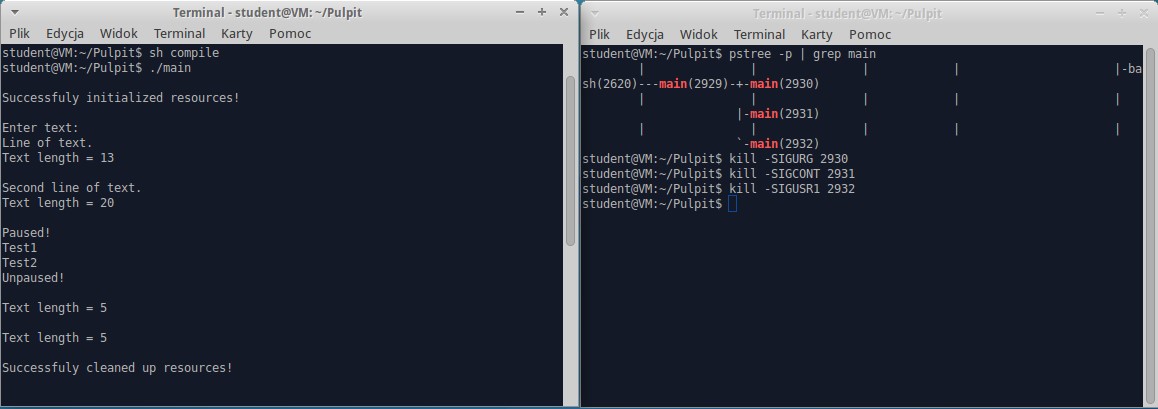 Terminal - student@VM: ~/Pulpit
Plik Edycja Widok Terminal Karty Pomoc
student@VM:~/Pulpit$ sh compile
student@VM:~/Pulpit$ ./main
Successfuly initialized resources!
Enter text:
Line of text.
Text length = 13
Second line of text.
Text length = 20
Paused!
Test1
Test2
Unpaused!
Text length = 5
Text length = 5
Successfuly cleaned up resources!
Terminal - student@VM: ~/Pulpit
Plik Edycja Widok Terminal Karty Pomoc
student@VM:~/Pulpit$ pstree -p | grep main
| | | | |-ba
sh(2620)---main(2929)-+-main(2930)
| | | | |
|-main(2931)
| | | | |
`-main(2932)
student@VM:~/Pulpit$ kill -SIGURG 2930
student@VM:~/Pulpit$ kill -SIGCONT 2931
student@VM:~/Pulpit$ kill -SIGUSR1 2932
student@VM:~/Pulpit$